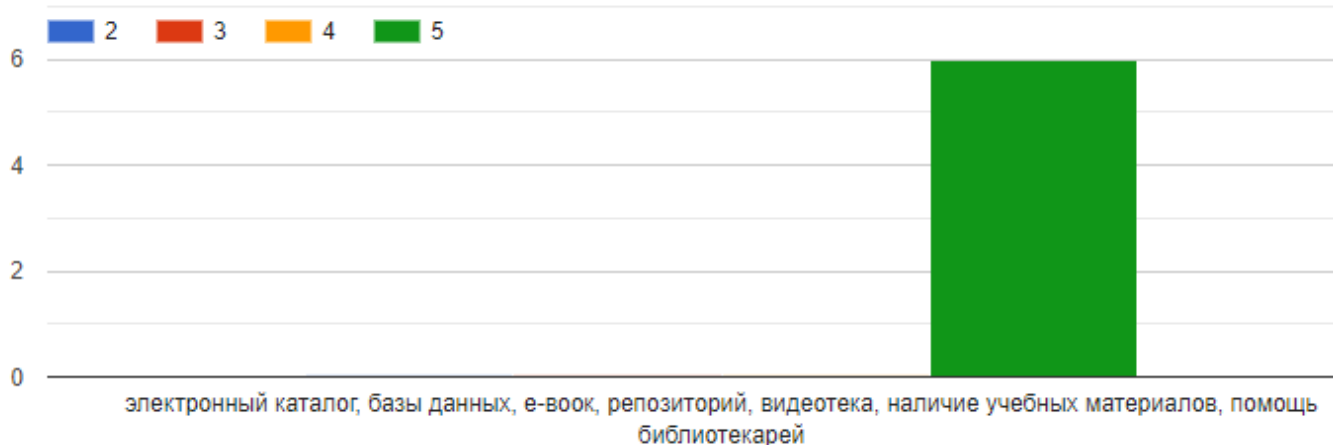 2 3 4 5
6
4
2
0
электронный каталог, базы данных, е-воок, репозиторий, видеотека, наличие учебных материалов, помощь
библиотекарей